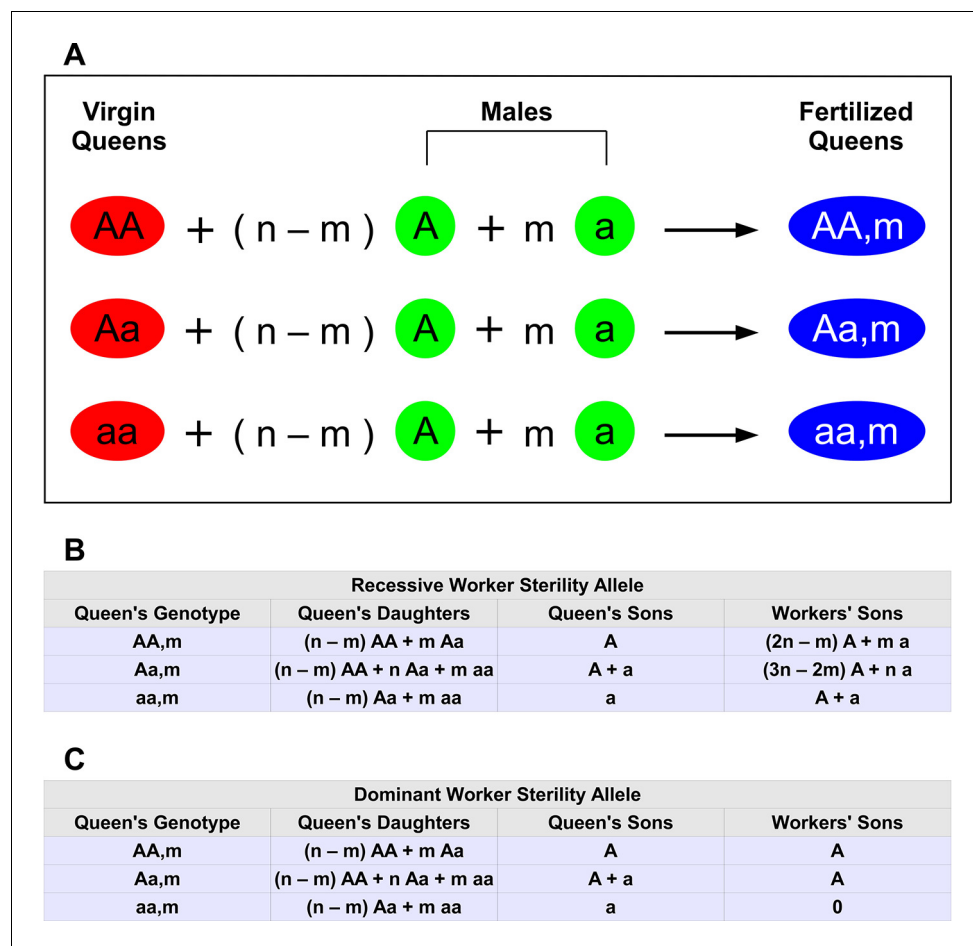 A
Virgin Queens
Males
Fertilized Queens
AA + ( n – m ) A + m a AA,m
Aa + ( n – m ) A + m a Aa,m
aa + ( n – m ) A + m a aa,m
B
Recessive Worker Sterility Allele
Queen's Genotype Queen's Daughters Queen's Sons Workers' Sons
AA,m (n – m) AA + m Aa A (2n – m) A + m a
Aa,m (n – m) AA + n Aa + m aa A + a (3n – 2m) A + n a
aa,m (n – m) Aa + m aa a A + a
C
Dominant Worker Sterility Allele
Queen's Genotype Queen's Daughters Queen's Sons Workers' Sons
AA,m (n – m) AA + m Aa A A
Aa,m (n – m) AA + n Aa + m aa A + a A
aa,m (n – m) Aa + m aa a 0